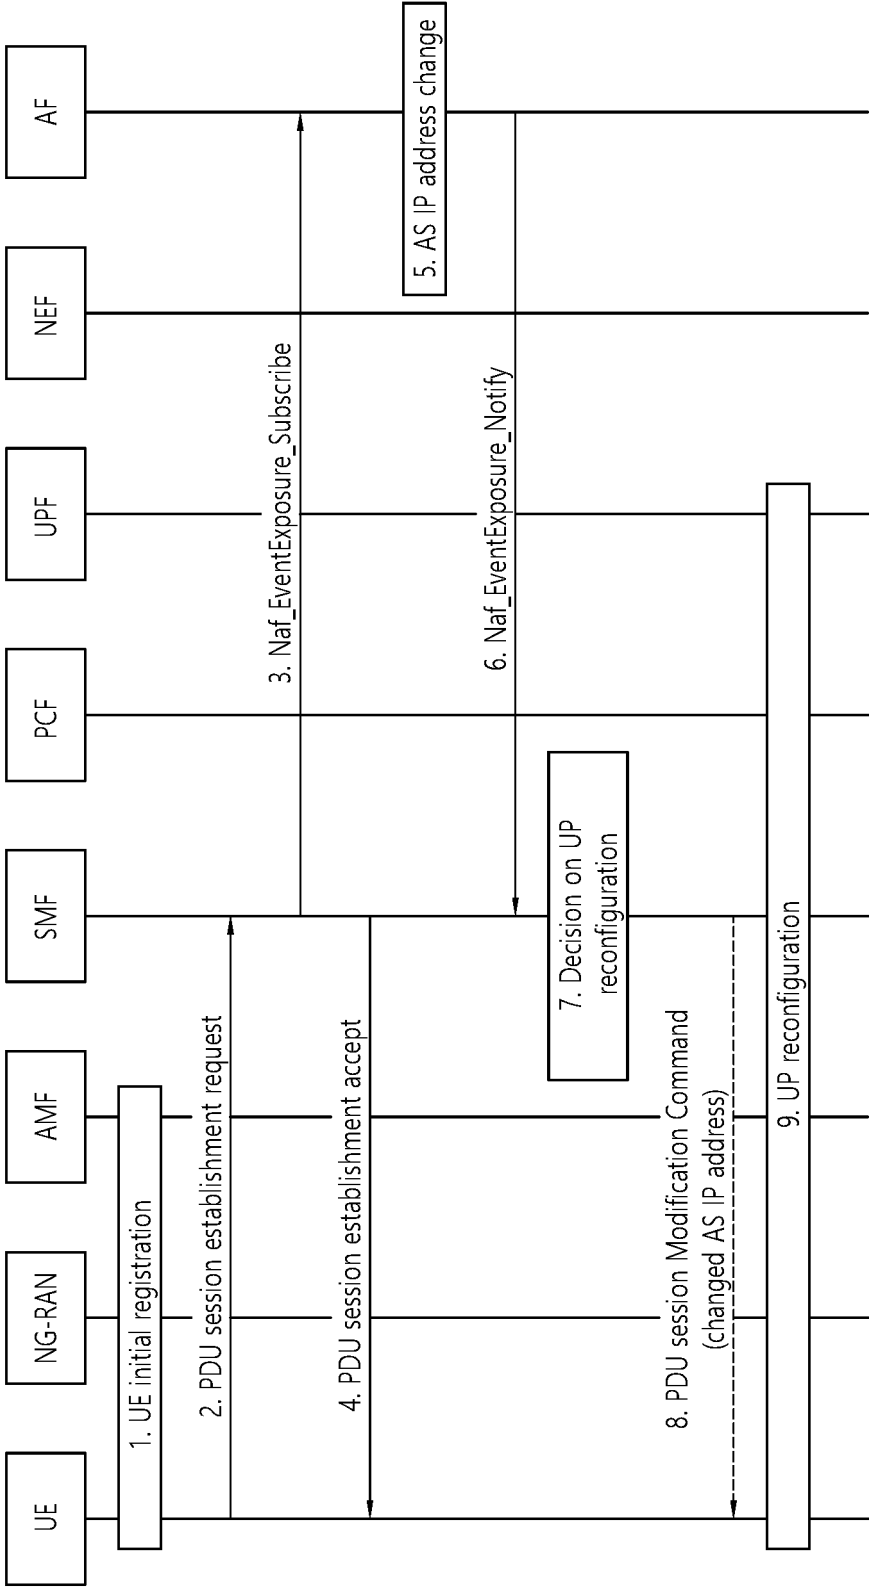 UE
NG-RAN
AMF
SMF
PCF
UPF
NEF
AF
1. UE initial registration
2. PDU session establishment request
3. Naf_EventExposure_Subscribe
4. PDU session establishment accept
5. AS IP address change
6. Naf_EventExposure_Notify
7. Decision on UP
reconfiguration
8. PDU session Modification Command
(changed AS IP address)
9. UP reconfiguration